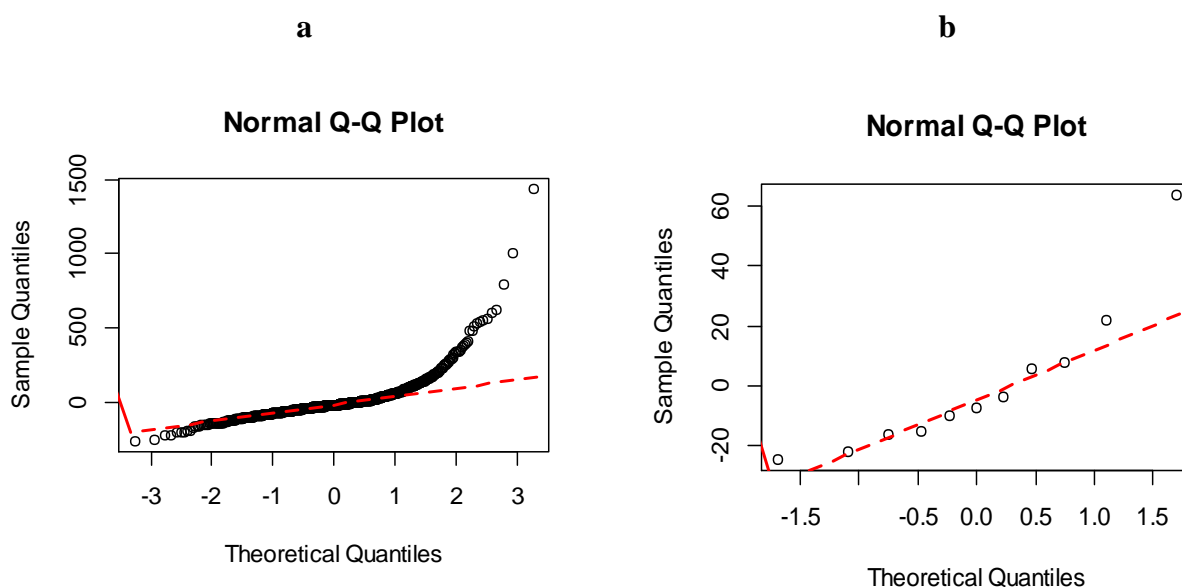 a
Normal Q-Q Plot
Sample Quantiles
1500
1000
500
0
-3 -2 -1 0 1 2 3
Theoretical Quantiles
b
Normal Q-Q Plot
Sample Quantiles
60
40
20
0
-20
-1.5 -0.5 0.0 0.5 1.0 1.5
Theoretical Quantiles